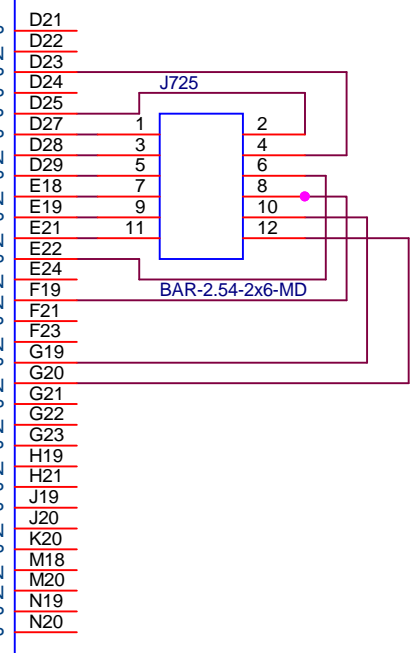 D21
D22
D23
D24
J725
D25
D27 1 2
D28 3 4
D29 5 6
E18 7 8
E19 9 10
E21 11 12
E22
E24
F19 BAR-2.54-2x6-MD
F21
F23
G19
G20
G21
G22
G23
H19
H21
J19
J20
K20
M18
M20
N19
N20